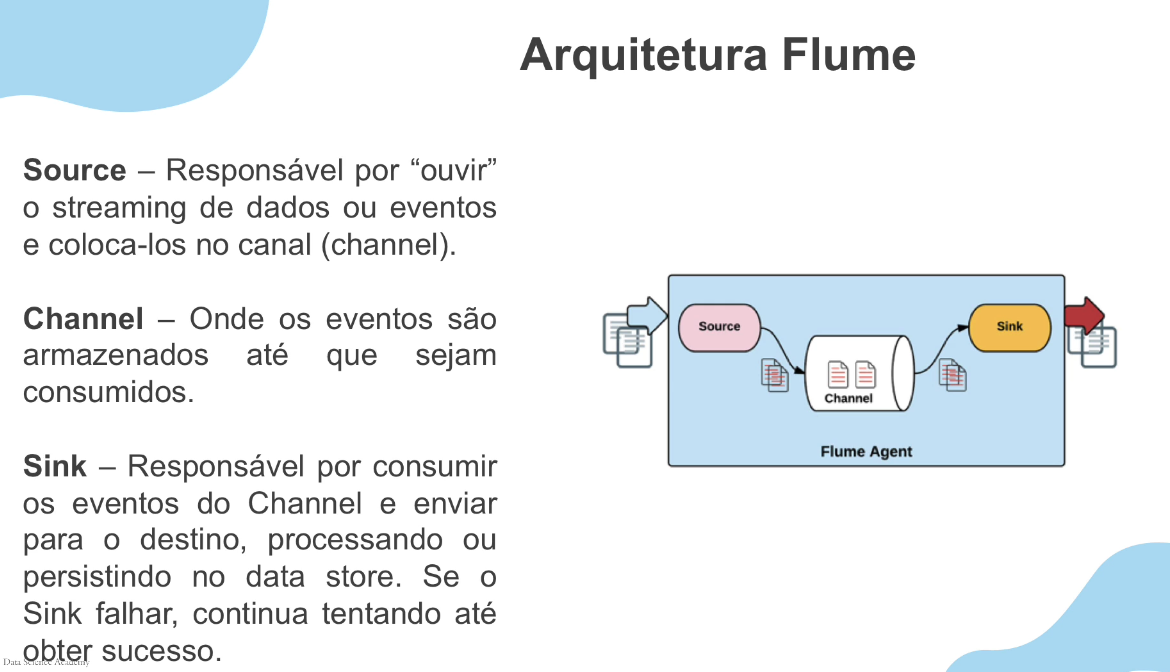 Arquitetura Flume
Source – Responsável por “ouvir”
o streaming de dados ou eventos
e coloca-los no canal (channel).
Channel – Onde os eventos são
armazenados até que sejam
consumidos.
Sink – Responsável por consumir
os eventos do Channel e enviar
para o destino, processando ou
persistindo no data store. Se o
Sink falhar, continua tentando até
obter sucesso.
Source
Sink
Channel
Flume Agent
Data Science Academy